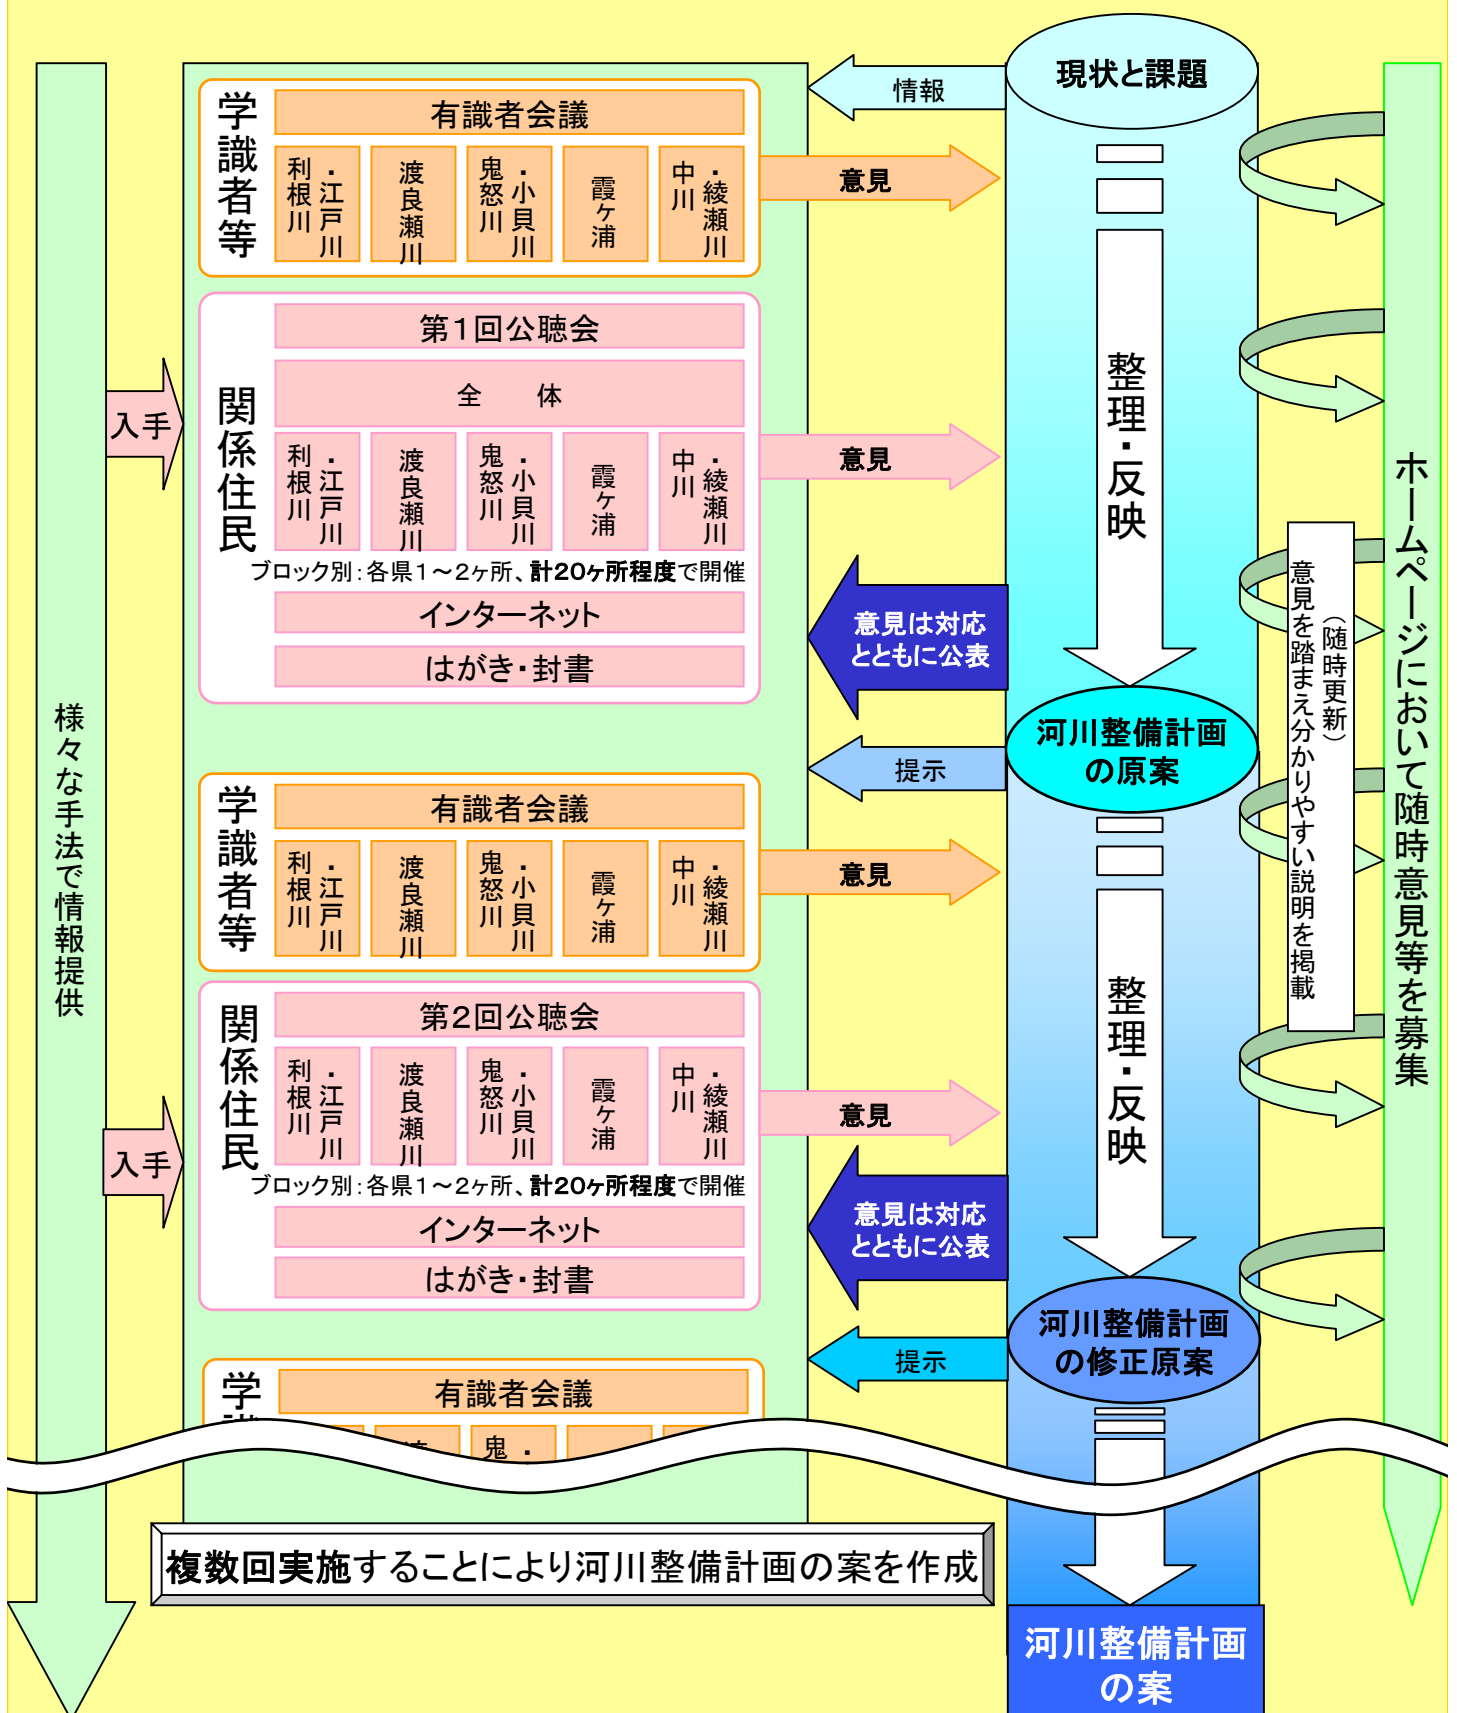 現状と課題
情報
学識者等
有識者会議
利根川・江戸川
渡良瀬川
鬼怒川・小貝川
霞ヶ浦
中川・綾瀬川
意見
関係住民
第1回公聴会
全　体
利根川・江戸川
渡良瀬川
鬼怒川・小貝川
霞ヶ浦
中川・綾瀬川
ブロック別：各県1～2ヶ所、計20ヶ所程度で開催
インターネット
はがき・封書
入手
意見
整理・反映
意見は対応
とともに公表
河川整備計画
の原案
提示
学識者等
有識者会議
利根川・江戸川
渡良瀬川
鬼怒川・小貝川
霞ヶ浦
中川・綾瀬川
意見
関係住民
第2回公聴会
利根川・江戸川
渡良瀬川
鬼怒川・小貝川
霞ヶ浦
中川・綾瀬川
ブロック別：各県1～2ヶ所、計20ヶ所程度で開催
インターネット
はがき・封書
入手
意見
整理・反映
意見は対応
とともに公表
河川整備計画
の修正原案
提示
学
有識者会議
鬼・
様々な手法で情報提供
ホームページにおいて随時意見等を募集
（随時更新）
意見を踏まえ分かりやすい説明を掲載
複数回実施することにより河川整備計画の案を作成
河川整備計画
の案